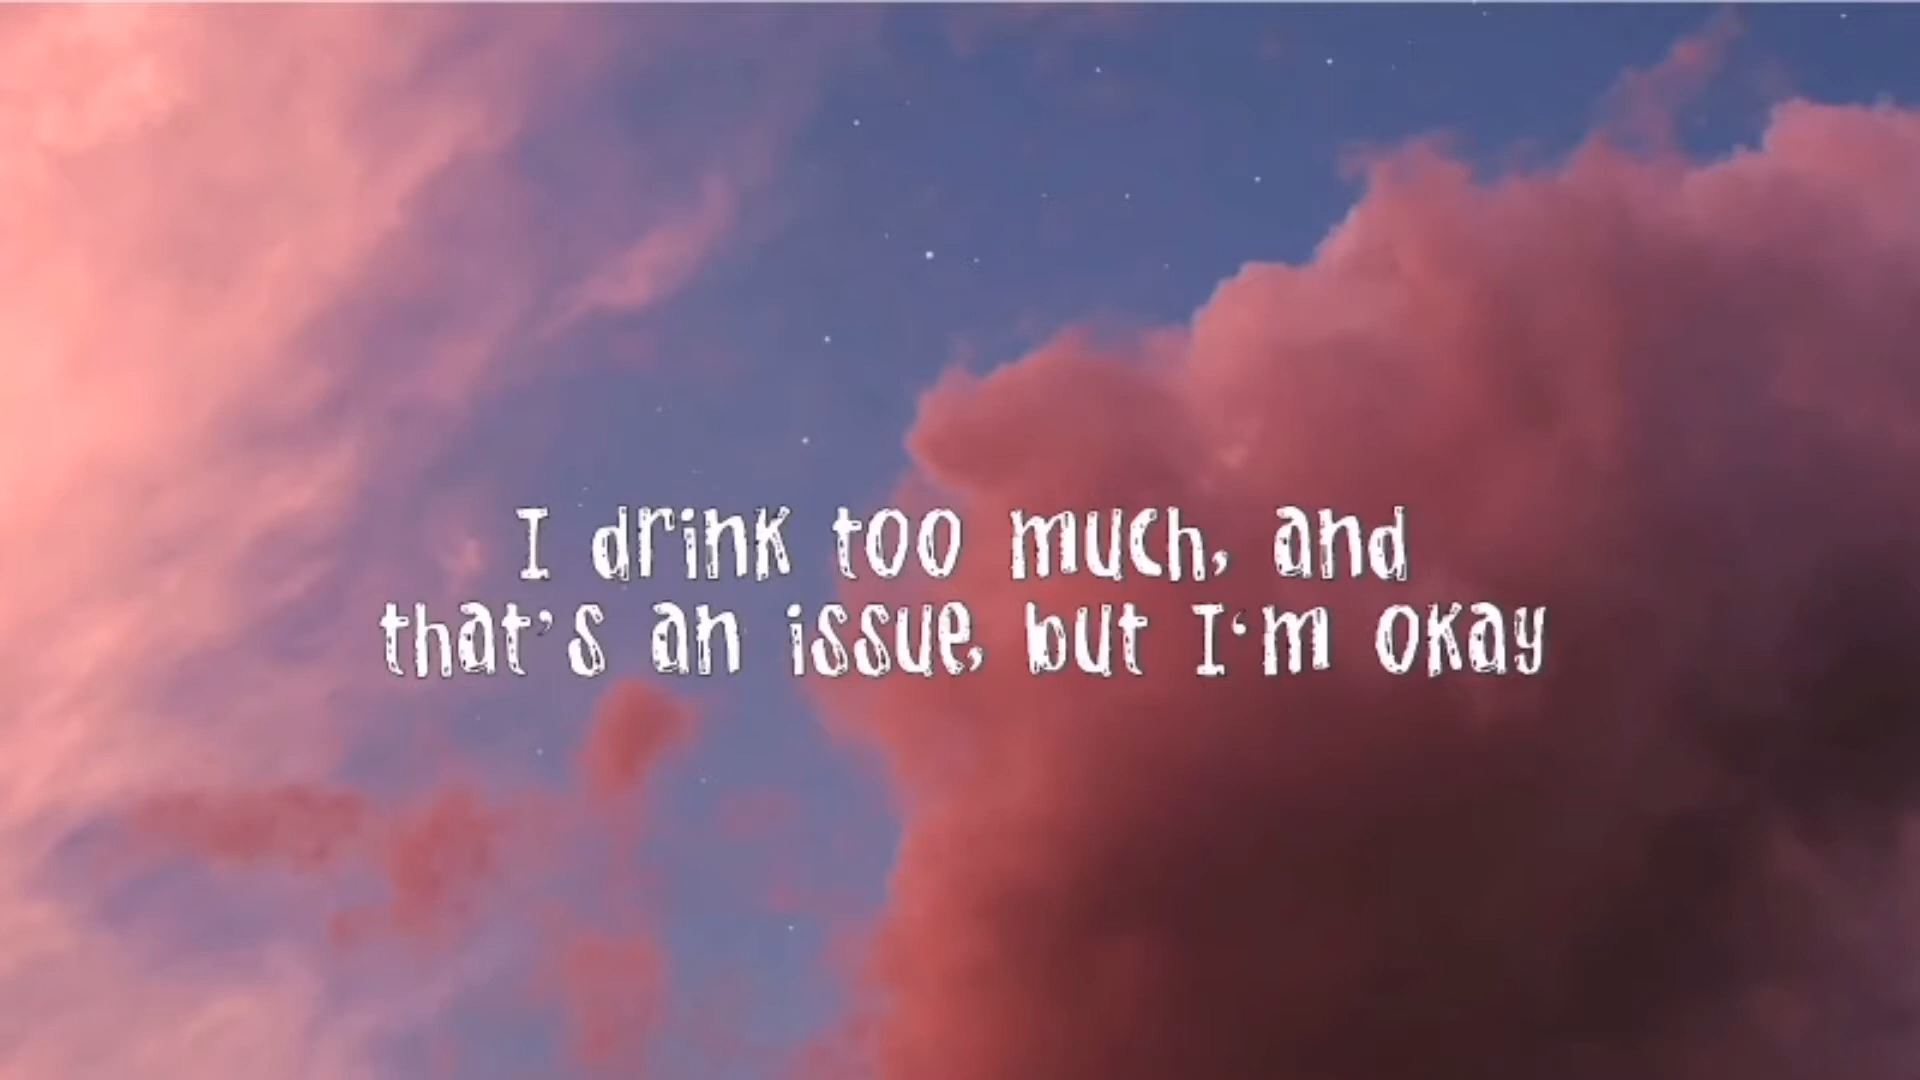 I drink too much, and
that's an issue, but I'm okay